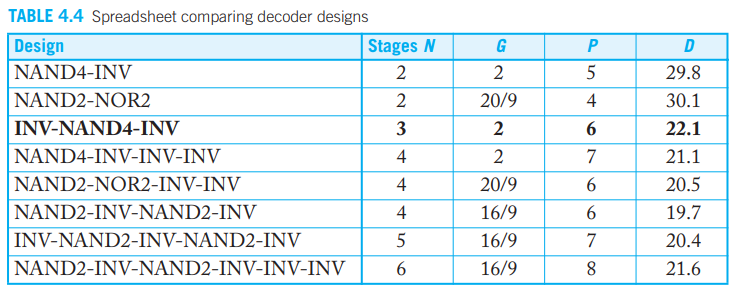 TABLE 4.4 Spreadsheet comparing decoder designs
Design Stages N G P D
NAND4-INV 2 2 5 29.8
NAND2-NOR2 2 20/9 4 30.1
INV-NAND4-INV 3 2 6 22.1
NAND4-INV-INV-INV 4 2 7 21.1
NAND2-NOR2-INV-INV 4 20/9 6 20.5
NAND2-INV-NAND2-INV 4 16/9 6 19.7
INV-NAND2-INV-NAND2-INV 5 16/9 7 20.4
NAND2-INV-NAND2-INV-INV-INV 6 16/9 8 21.6